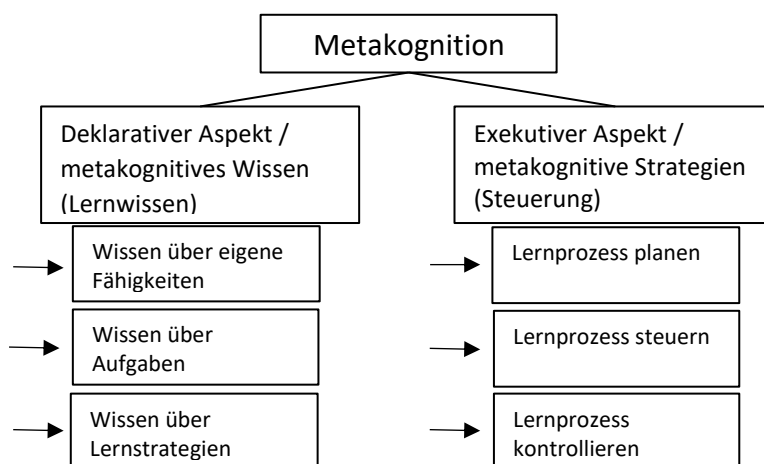 Metakognition
Deklarativer Aspekt /
metakognitives Wissen
(Lernwissen)
Wissen über eigene
Fähigkeiten
Wissen über
Aufgaben
Wissen über
Lernstrategien
Exekutiver Aspekt /
metakognitive Strategien
(Steuerung)
Lernprozess planen
Lernprozess steuern
Lernprozess
kontrollieren